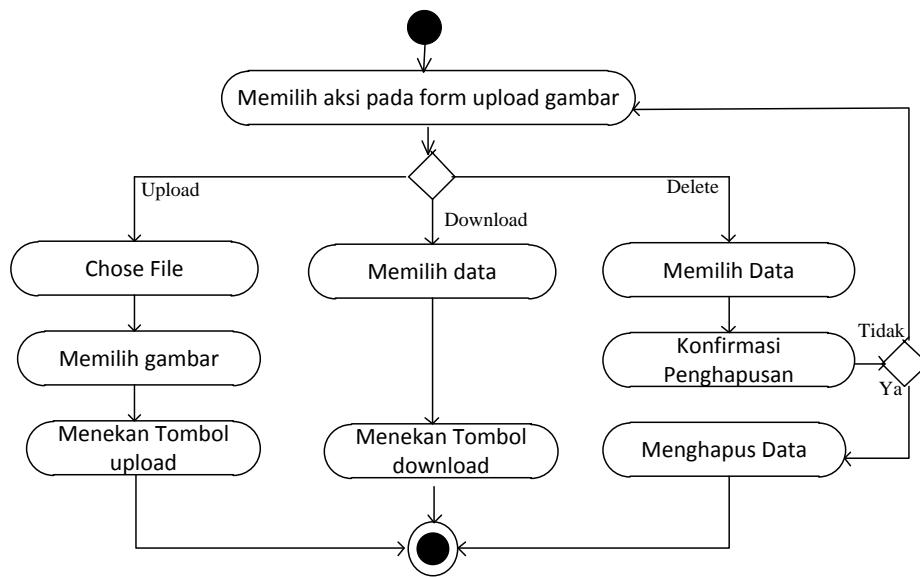 Memilih aksi pada form upload gambar
Upload
Delete
Download
Chose File
Memilih data
Memilih Data
Memilih gambar
Konfirmasi
Penghapusan
Tidak
Ya
Menekan Tombol
upload
Menekan Tombol
download
Menghapus Data